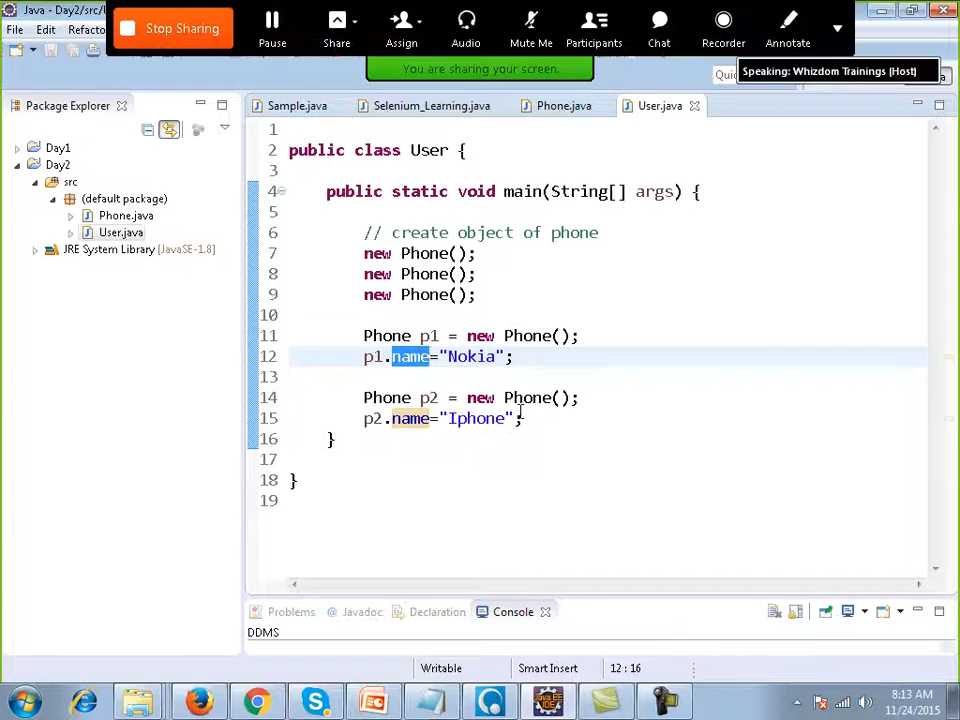 Java - Day2/src/U
Stop Sharing
Pause
Share
Assign
Audio
Mute Me
Participants
Chat
Recorder
Annotate
File Edit Refacto
You are sharing your screen.
Speaking: Whizdom Trainings (Host)
Quic
Package Explorer
Sample.java
Selenium_Learning.java
Phone.java
User.java
Day1
Day2
src
(default package)
Phone.java
User.java
JRE System Library [JavaSE-1.8]
1
2 public class User {
3
4 public static void main(String[] args) {
5
6 // create object of phone
7 new Phone();
8 new Phone();
9 new Phone();
10
11 Phone p1 = new Phone();
12 p1.name="Nokia";
13
14 Phone p2 = new Phone();
15 p2.name="Iphone";
16 }
17
18 }
19
Problems
@ Javadoc
Declaration
Console
DDMS
Writable
Smart Insert
12 : 16
8:13 AM
11/24/2015